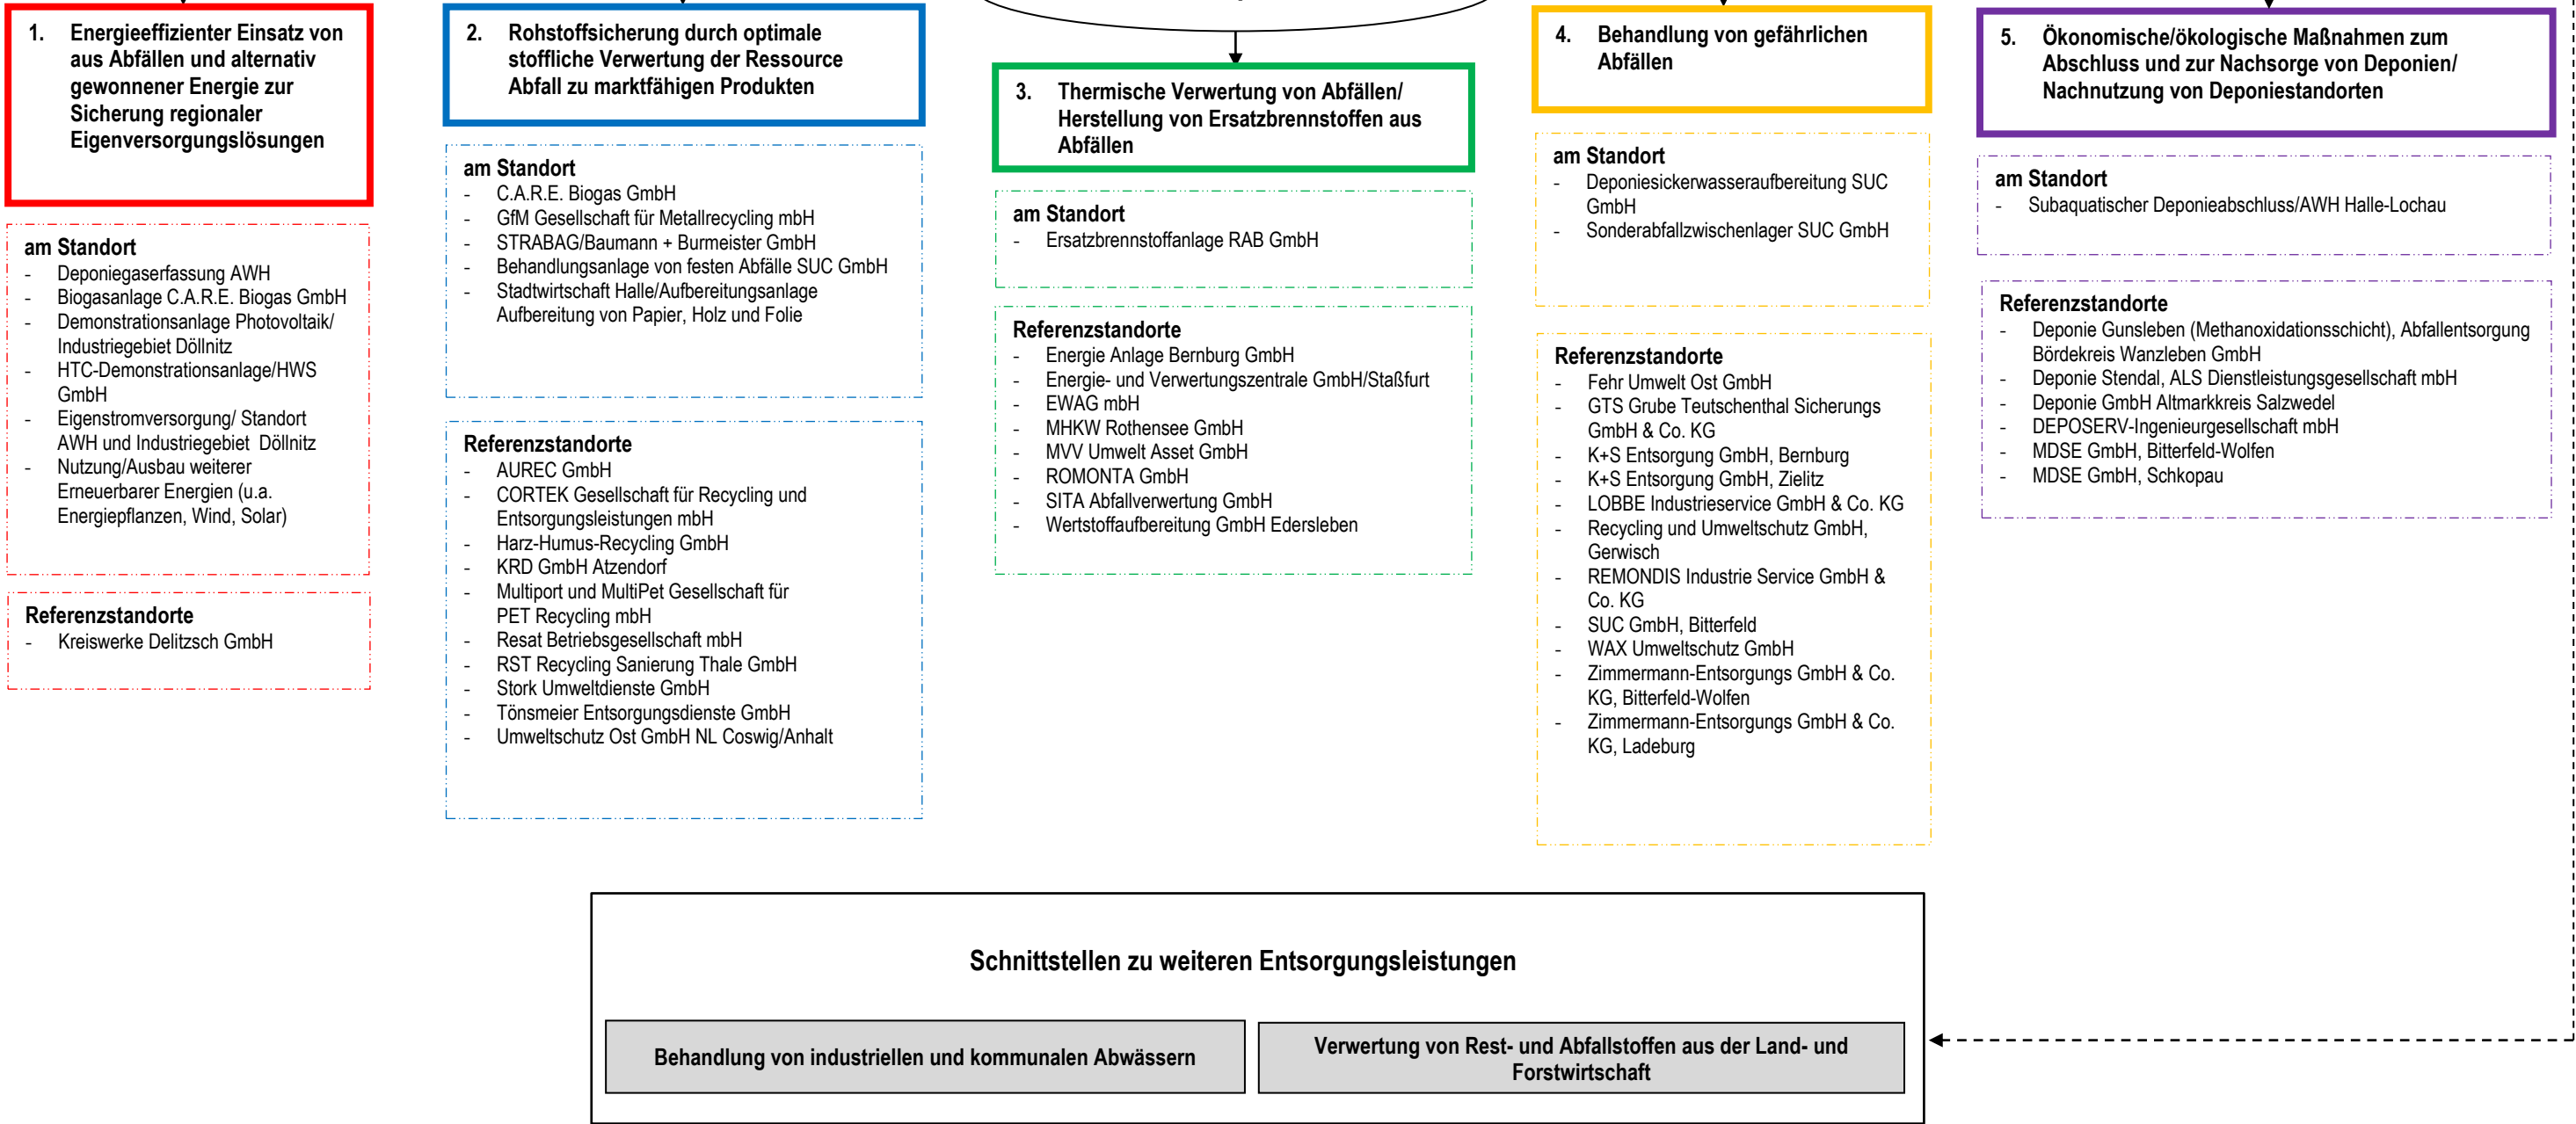 1. Energieeffizienter Einsatz von
aus Abfällen und alternativ
gewonnener Energie zur
Sicherung regionaler
Eigenversorgungslösungen
am Standort
- Deponiegaserfassung AWH
- Biogasanlage C.A.R.E. Biogas GmbH
- Demonstrationsanlage Photovoltaik/
Industriegebiet Döllnitz
- HTC-Demonstrationsanlage/HWS
GmbH
- Eigenstromversorgung/ Standort
AWH und Industriegebiet Döllnitz
- Nutzung/Ausbau weiterer
Erneuerbarer Energien (u.a.
Energiepflanzen, Wind, Solar)
Referenzstandorte
- Kreiswerke Delitzsch GmbH
2. Rohstoffsicherung durch optimale
stoffliche Verwertung der Ressource
Abfall zu marktfähigen Produkten
am Standort
- C.A.R.E. Biogas GmbH
- GfM Gesellschaft für Metallrecycling mbH
- STRABAG/Baumann + Burmeister GmbH
- Behandlungsanlage von festen Abfälle SUC GmbH
- Stadtwirtschaft Halle/Aufbereitungsanlage
Aufbereitung von Papier, Holz und Folie
Referenzstandorte
- AUREC GmbH
- CORTEK Gesellschaft für Recycling und
Entsorgungsleistungen mbH
- Harz-Humus-Recycling GmbH
- KRD GmbH Atzendorf
- Multiport und MultiPet Gesellschaft für
PET Recycling mbH
- Resat Betriebsgesellschaft mbH
- RST Recycling Sanierung Thale GmbH
- Stork Umweltdienste GmbH
- Tönsmeier Entsorgungsdienste GmbH
- Umweltschutz Ost GmbH NL Coswig/Anhalt
3. Thermische Verwertung von Abfällen/
Herstellung von Ersatzbrennstoffen aus
Abfällen
am Standort
- Ersatzbrennstoffanlage RAB GmbH
Referenzstandorte
- Energie Anlage Bernburg GmbH
- Energie- und Verwertungszentrale GmbH/Staßfurt
- EWAG mbH
- MHKW Rothensee GmbH
- MVV Umwelt Asset GmbH
- ROMONTA GmbH
- SITA Abfallverwertung GmbH
- Wertstoffaufbereitung GmbH Edersleben
4. Behandlung von gefährlichen
Abfällen
am Standort
- Deponiesickerwasseraufbereitung SUC
GmbH
- Sonderabfallzwischenlager SUC GmbH
Referenzstandorte
- Fehr Umwelt Ost GmbH
- GTS Grube Teutschenthal Sicherungs
GmbH & Co. KG
- K+S Entsorgung GmbH, Bernburg
- K+S Entsorgung GmbH, Zielitz
- LOBBE Industrieservice GmbH & Co. KG
- Recycling und Umweltschutz GmbH,
Gerwisch
- REMONDIS Industrie Service GmbH &
Co. KG
- SUC GmbH, Bitterfeld
- WAX Umweltschutz GmbH
- Zimmermann-Entsorgungs GmbH & Co.
KG, Bitterfeld-Wolfen
- Zimmermann-Entsorgungs GmbH & Co.
KG, Ladeburg
5. Ökonomische/ökologische Maßnahmen zum
Abschluss und zur Nachsorge von Deponien/
Nachnutzung von Deponiestandorten
am Standort
- Subaquatischer Deponieabschluss/AWH Halle-Lochau
Referenzstandorte
- Deponie Gunsleben (Methanoxidationsschicht), Abfallentsorgung
Bördekreis Wanzleben GmbH
- Deponie Stendal, ALS Dienstleistungsgesellschaft mbH
- Deponie GmbH Altmarkkreis Salzwedel
- DEPOSERV-Ingenieurgesellschaft mbH
- MDSE GmbH, Bitterfeld-Wolfen
- MDSE GmbH, Schkopau
Schnittstellen zu weiteren Entsorgungsleistungen
Behandlung von industriellen und kommunalen Abwässern
Verwertung von Rest- und Abfallstoffen aus der Land- und
Forstwirtschaft